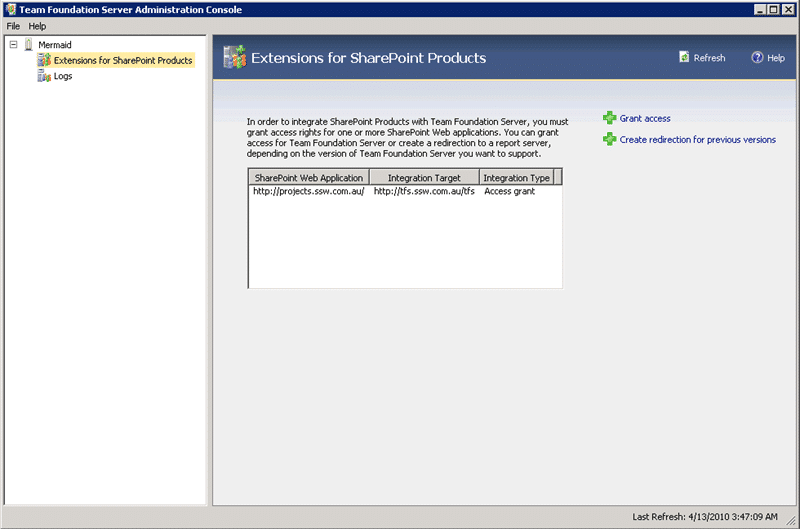 Team Foundation Server Administration Console
File Help
Mermaid
Extensions for SharePoint Products
Logs
Extensions for SharePoint Products
Refresh
Help
In order to integrate SharePoint Products with Team Foundation Server, you must
grant access rights for one or more SharePoint Web applications. You can grant
access for Team Foundation Server or create a redirection to a report server,
depending on the version of Team Foundation Server you want to support.
Grant access
Create redirection for previous versions
SharePoint Web Application Integration Target Integration Type
http://projects.ssw.com.au/ http://tfs.ssw.com.au/tfs Access grant
Last Refresh: 4/13/2010 3:47:09 AM